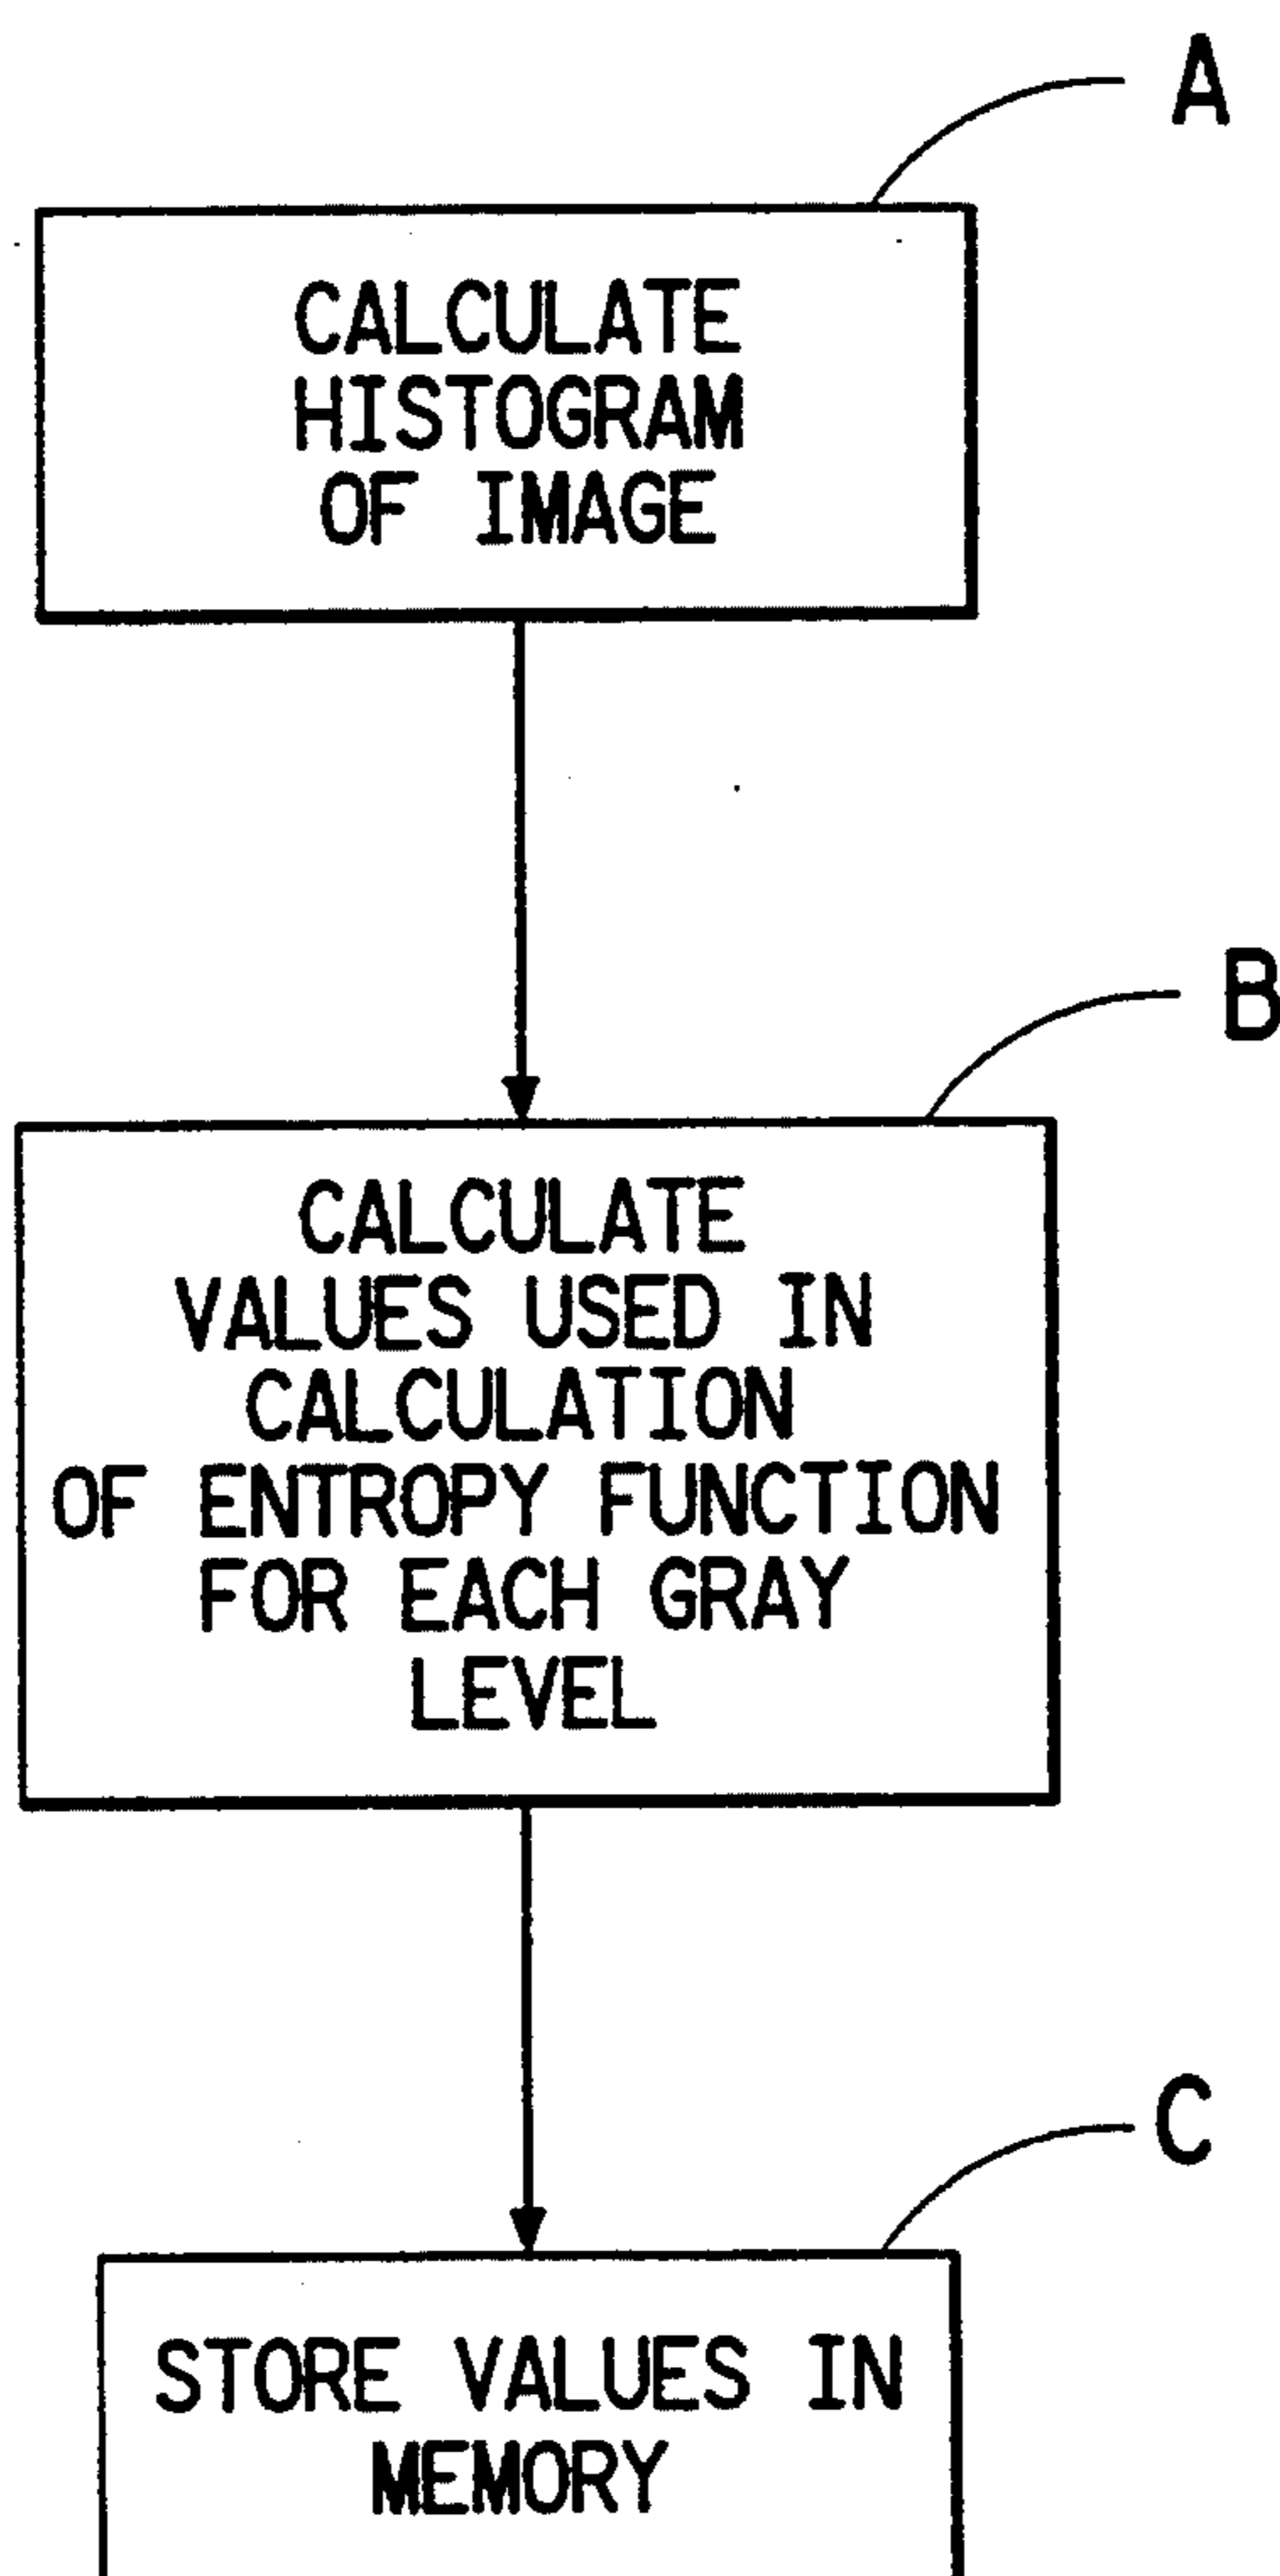 A
CALCULATE
HISTOGRAM
OF IMAGE
B
CALCULATE
VALUES USED IN
CALCULATION
OF ENTROPY FUNCTION
FOR EACH GRAY
LEVEL
C
STORE VALUES IN
MEMORY